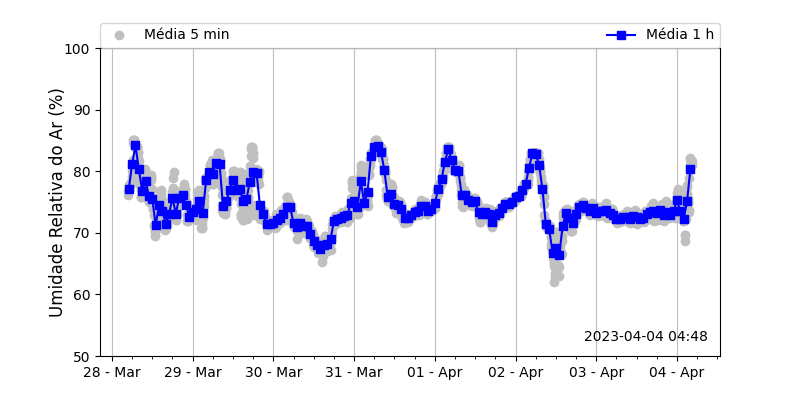 Média 5 min
Média 1 h
Umidade Relativa do Ar (%)
100
90
80
70
60
50
2023-04-04 04:48
28 - Mar
29 - Mar
30 - Mar
31 - Mar
01 - Apr
02 - Apr
03 - Apr
04 - Apr